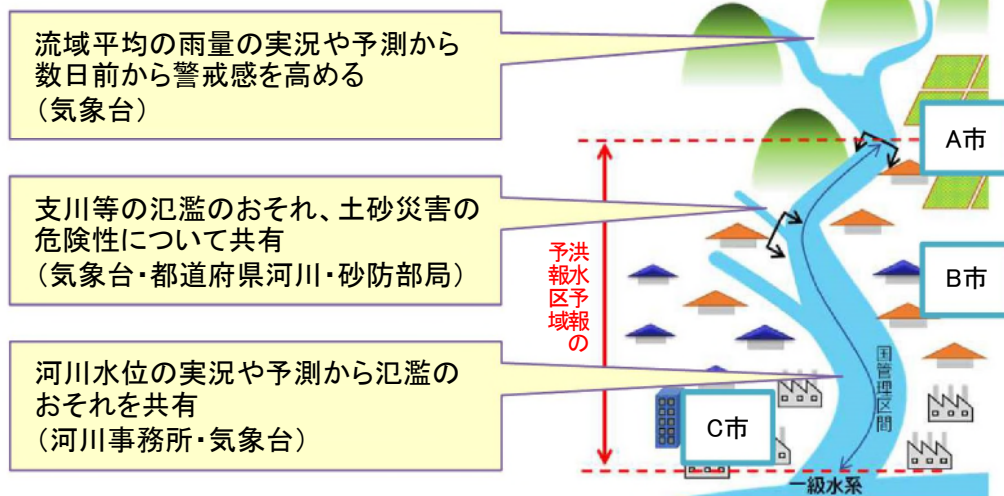 流域平均の雨量の実況や予測から
数日前から警戒感を高める
（気象台）
支川等の氾濫のおそれ、土砂災害の
危険性について共有
（気象台・都道府県河川・砂防部局）
河川水位の実況や予測から氾濫の
おそれを共有
（河川事務所・気象台）
洪水予報の
予報区域
A市
B市
C市
国管理区間
一級水系